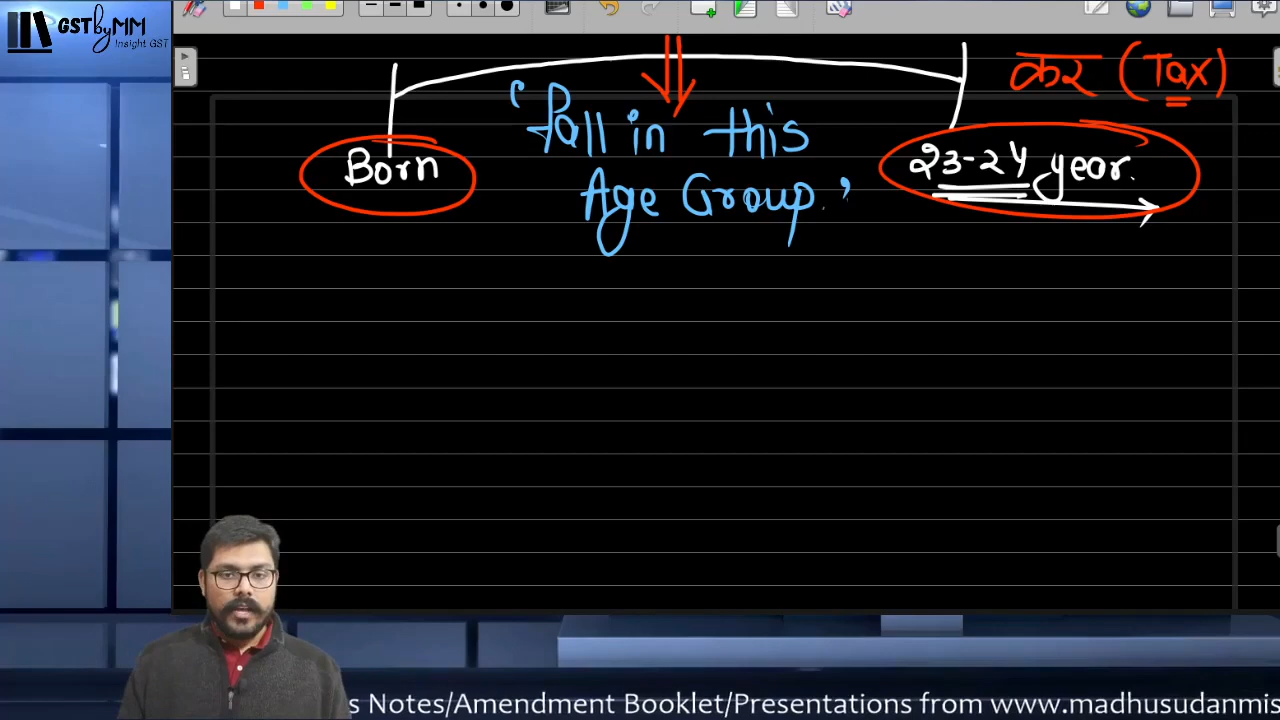 GST by MM
Insight GST
कर (Tax)
Born
‘ fall in this
Age Group. ’
23-24 year.
s Notes/Amendment Booklet/Presentations from www.madhusudanmis